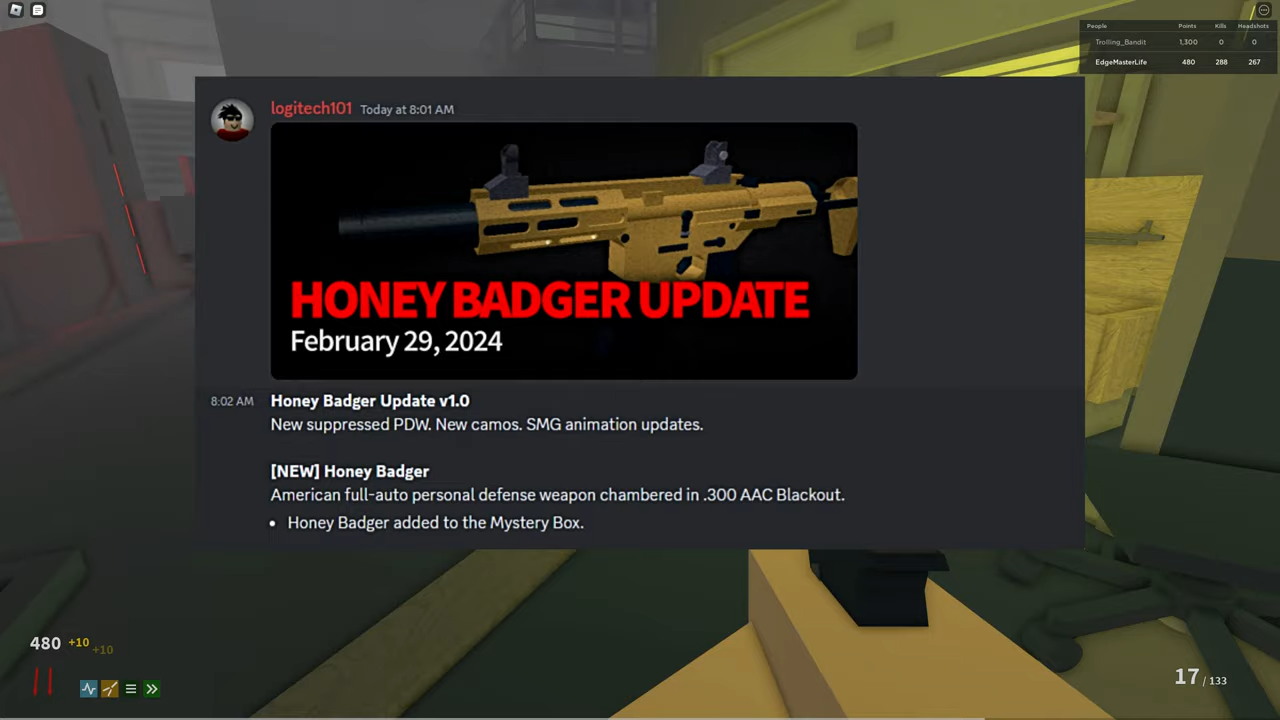 People Points Kills Headshots
Trolling_Bandit 1,300 0 0
EdgeMasterLife 480 288 267
logitech101 Today at 8:01 AM
HONEY BADGER UPDATE
February 29, 2024
8:02 AM Honey Badger Update v1.0
New suppressed PDW. New camos. SMG animation updates.
[NEW] Honey Badger
American full-auto personal defense weapon chambered in .300 AAC Blackout.
• Honey Badger added to the Mystery Box.
480 +10
+10
17 / 133